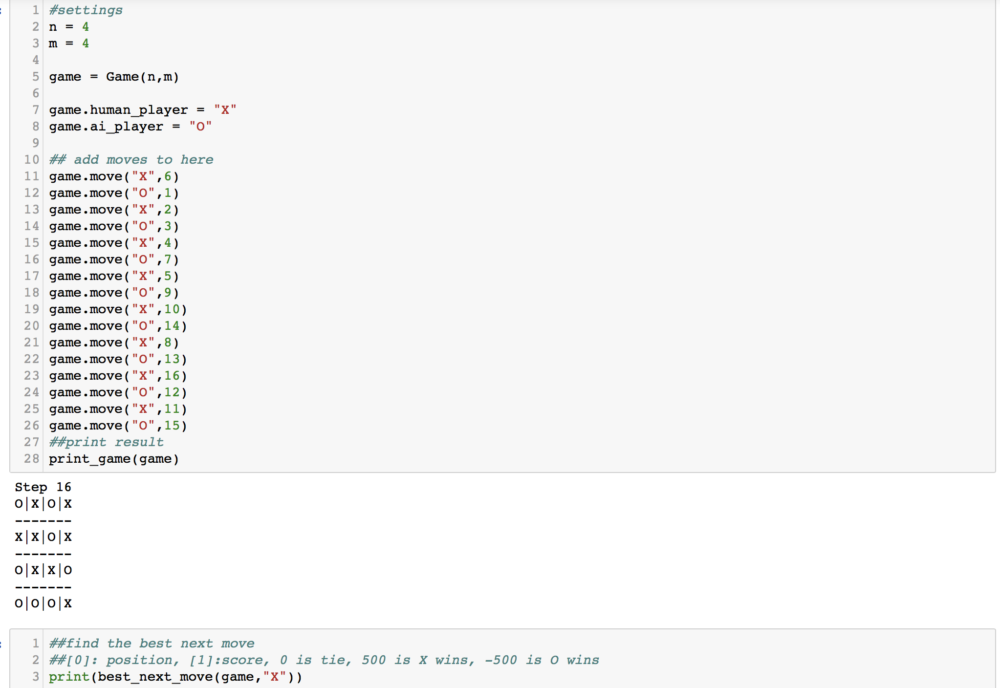 1 #settings
2 n = 4
3 m = 4
4
5 game = Game(n,m)
6
7 game.human_player = "X"
8 game.ai_player = "O"
9
10 ## add moves to here
11 game.move("X",6)
12 game.move("O",1)
13 game.move("X",2)
14 game.move("O",3)
15 game.move("X",4)
16 game.move("O",7)
17 game.move("X",5)
18 game.move("O",9)
19 game.move("X",10)
20 game.move("O",14)
21 game.move("X",8)
22 game.move("O",13)
23 game.move("X",16)
24 game.move("O",12)
25 game.move("X",11)
26 game.move("O",15)
27 ##print result
28 print_game(game)
Step 16
O|X|O|X
-------
X|X|O|X
-------
O|X|X|O
-------
O|O|O|X
1 ##find the best next move
2 ##[0]: position, [1]:score, 0 is tie, 500 is X wins, -500 is O wins
3 print(best_next_move(game,"X"))